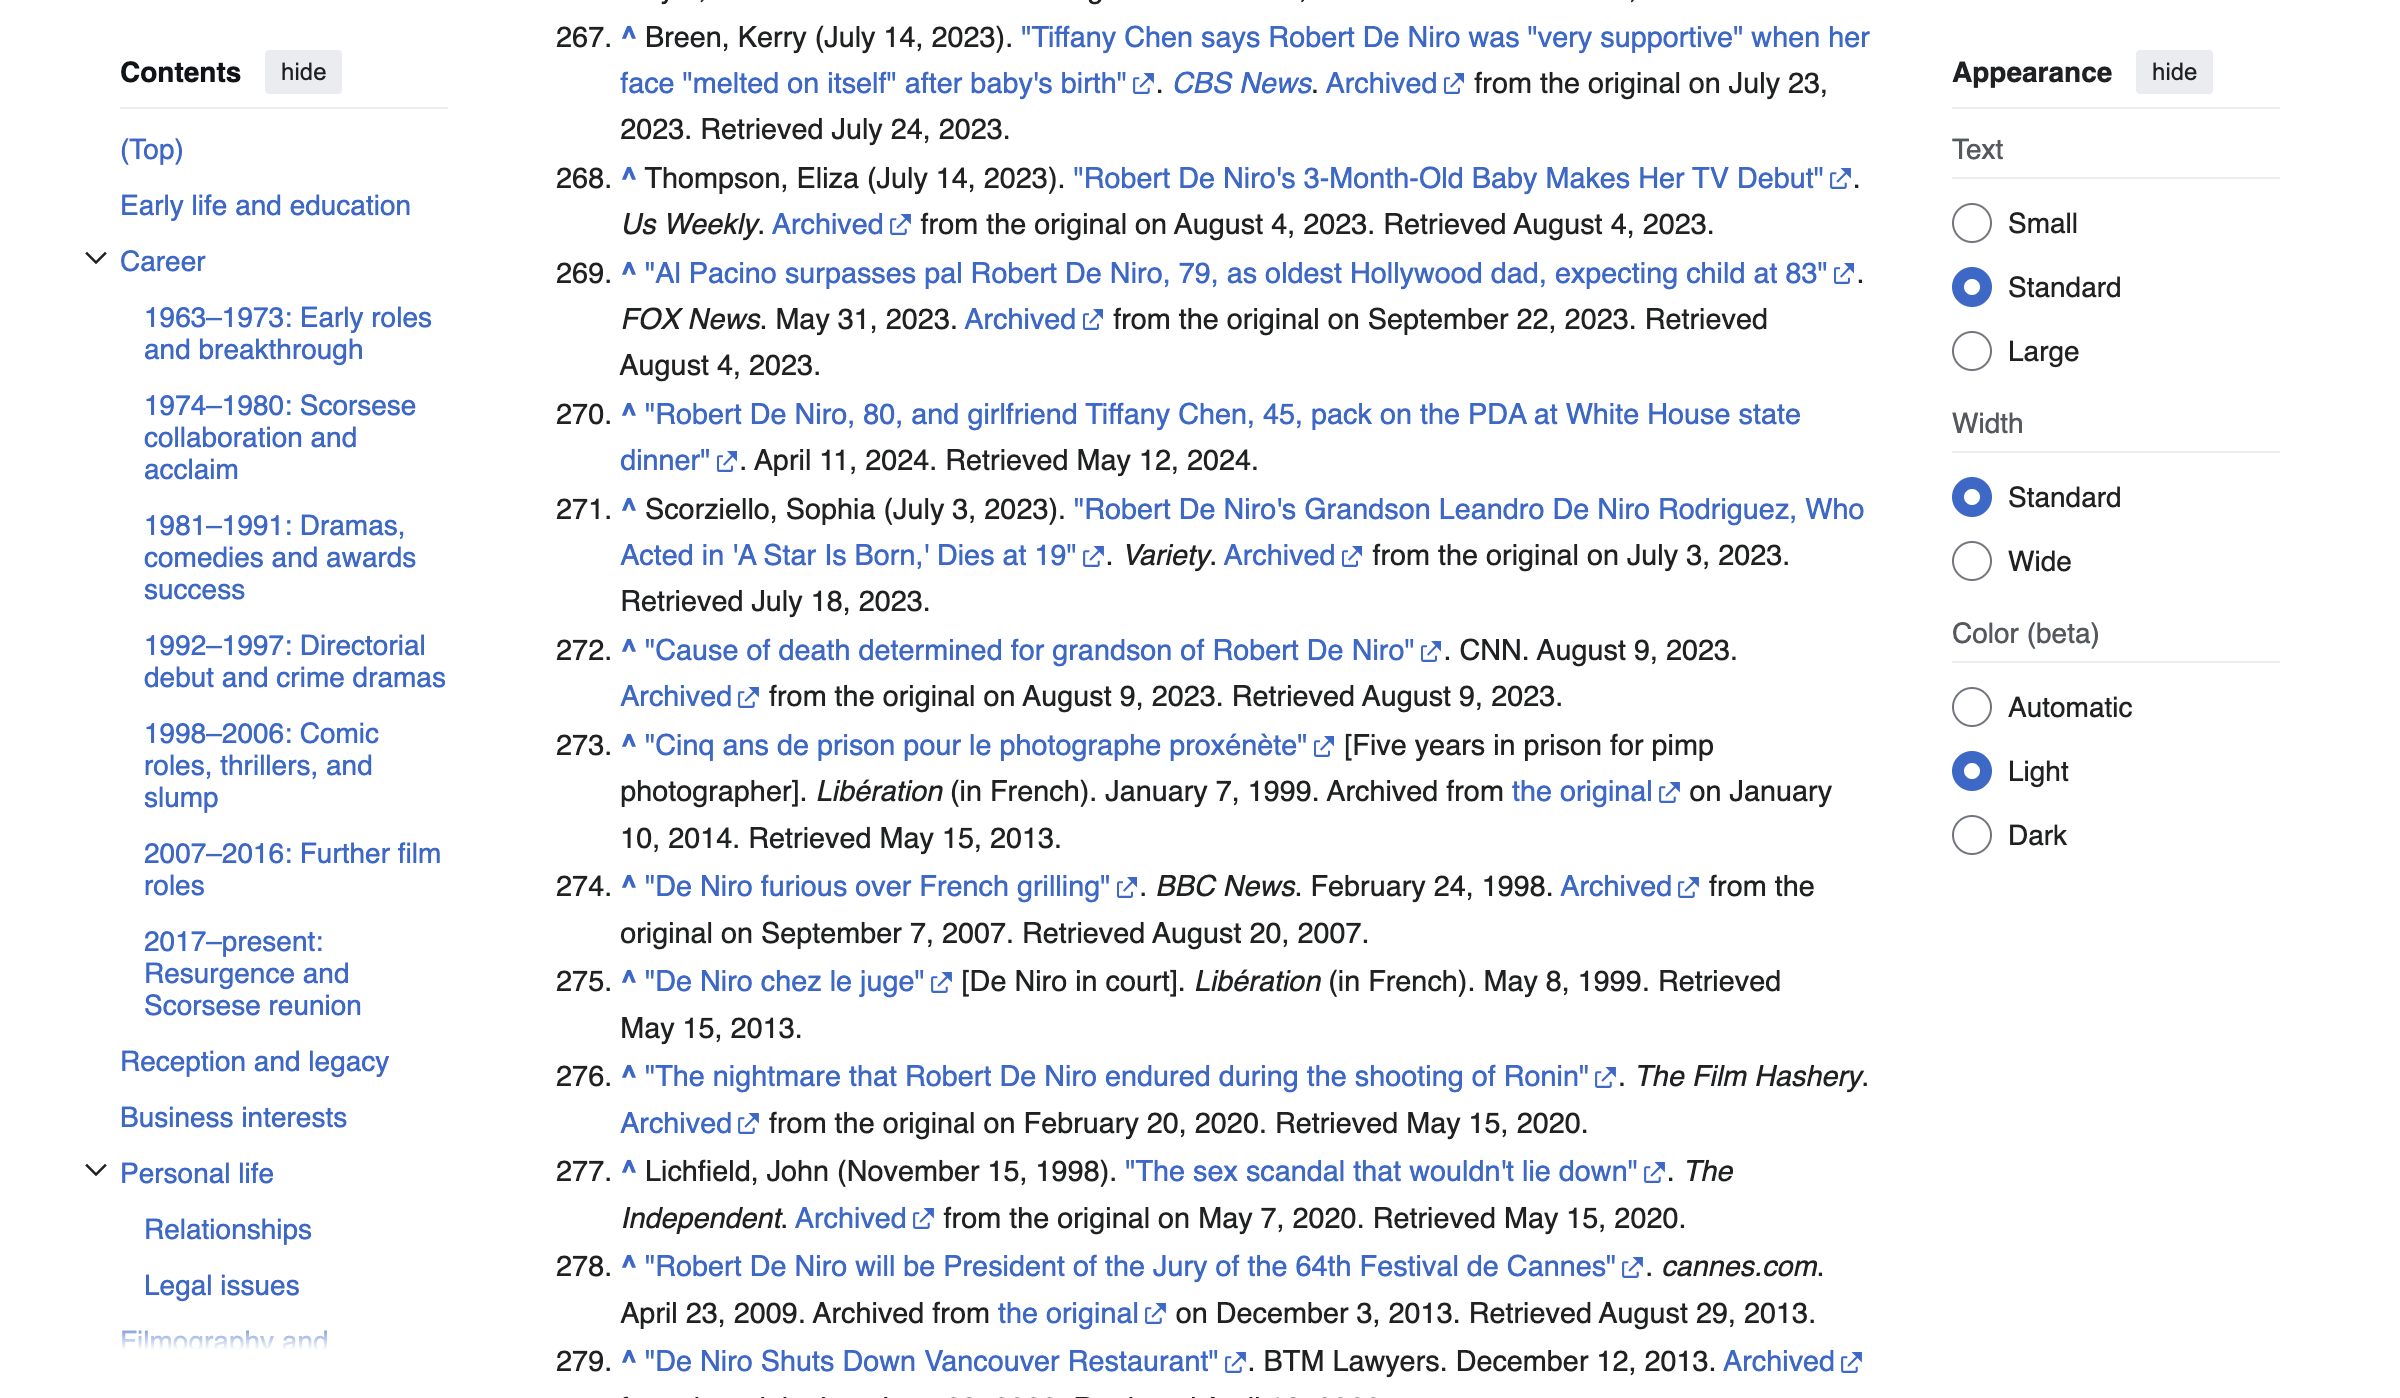 Contents hide
(Top)
Early life and education
Career
1963–1973: Early roles
and breakthrough
1974–1980: Scorsese
collaboration and
acclaim
1981–1991: Dramas,
comedies and awards
success
1992–1997: Directorial
debut and crime dramas
1998–2006: Comic
roles, thrillers, and
slump
2007–2016: Further film
roles
2017–present:
Resurgence and
Scorsese reunion
Reception and legacy
Business interests
Personal life
Relationships
Legal issues
Filmography and
267. ^ Breen, Kerry (July 14, 2023). "Tiffany Chen says Robert De Niro was "very supportive" when her
face "melted on itself" after baby's birth". CBS News. Archived from the original on July 23,
2023. Retrieved July 24, 2023.
268. ^ Thompson, Eliza (July 14, 2023). "Robert De Niro's 3-Month-Old Baby Makes Her TV Debut".
Us Weekly. Archived from the original on August 4, 2023. Retrieved August 4, 2023.
269. ^ "Al Pacino surpasses pal Robert De Niro, 79, as oldest Hollywood dad, expecting child at 83".
FOX News. May 31, 2023. Archived from the original on September 22, 2023. Retrieved
August 4, 2023.
270. ^ "Robert De Niro, 80, and girlfriend Tiffany Chen, 45, pack on the PDA at White House state
dinner". April 11, 2024. Retrieved May 12, 2024.
271. ^ Scorziello, Sophia (July 3, 2023). "Robert De Niro's Grandson Leandro De Niro Rodriguez, Who
Acted in 'A Star Is Born,' Dies at 19". Variety. Archived from the original on July 3, 2023.
Retrieved July 18, 2023.
272. ^ "Cause of death determined for grandson of Robert De Niro". CNN. August 9, 2023.
Archived from the original on August 9, 2023. Retrieved August 9, 2023.
273. ^ "Cinq ans de prison pour le photographe proxénète" [Five years in prison for pimp
photographer]. Libération (in French). January 7, 1999. Archived from the original on January
10, 2014. Retrieved May 15, 2013.
274. ^ "De Niro furious over French grilling". BBC News. February 24, 1998. Archived from the
original on September 7, 2007. Retrieved August 20, 2007.
275. ^ "De Niro chez le juge" [De Niro in court]. Libération (in French). May 8, 1999. Retrieved
May 15, 2013.
276. ^ "The nightmare that Robert De Niro endured during the shooting of Ronin". The Film Hashery.
Archived from the original on February 20, 2020. Retrieved May 15, 2020.
277. ^ Lichfield, John (November 15, 1998). "The sex scandal that wouldn't lie down". The
Independent. Archived from the original on May 7, 2020. Retrieved May 15, 2020.
278. ^ "Robert De Niro will be President of the Jury of the 64th Festival de Cannes". cannes.com.
April 23, 2009. Archived from the original on December 3, 2013. Retrieved August 29, 2013.
279. ^ "De Niro Shuts Down Vancouver Restaurant". BTM Lawyers. December 12, 2013. Archived
Appearance hide
Text
Small
Standard
Large
Width
Standard
Wide
Color (beta)
Automatic
Light
Dark